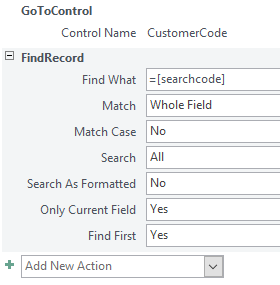 GoToControl
Control Name CustomerCode
FindRecord
Find What =[searchcode]
Match Whole Field
Match Case No
Search All
Search As Formatted No
Only Current Field Yes
Find First Yes
Add New Action